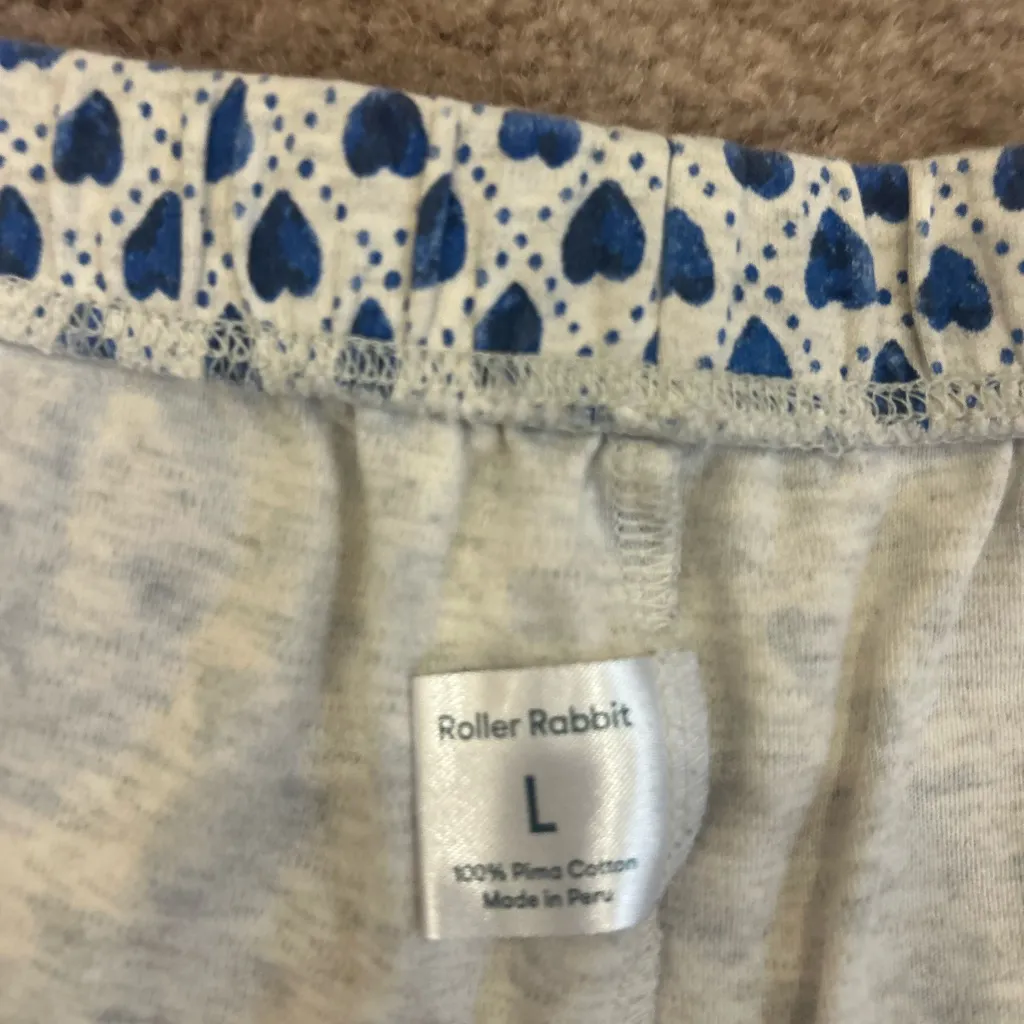 Roller Rabbit
L
100% Pima Cotton
Made in Peru